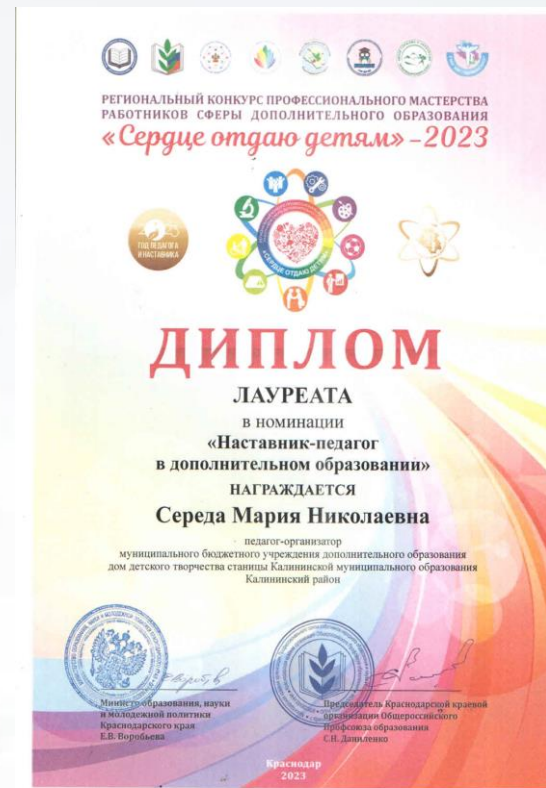 РЕГИОНАЛЬНЫЙ КОНКУРС ПРОФЕССИОНАЛЬНОГО МАСТЕРСТВА
РАБОТНИКОВ СФЕРЫ ДОПОЛНИТЕЛЬНОГО ОБРАЗОВАНИЯ
«Сердце отдаю детям» – 2023
ГОД ПЕДАГОГА
И НАСТАВНИКА
«СЕРДЦЕ ОТДАЮ ДЕТЯМ»
ДИПЛОМ
ЛАУРЕАТА
в номинации
«Наставник-педагог
в дополнительном образовании»
НАГРАЖДАЕТСЯ
Середа Мария Николаевна
педагог-организатор
муниципального бюджетного учреждения дополнительного образования
дом детского творчества станицы Калининской муниципального образования
Калининский район
Министр образования, науки
и молодежной политики
Краснодарского края
Е.В. Воробьева
Председатель Краснодарской краевой
организации Общероссийского
Профсоюза образования
С.Н. Даниленко
Краснодар
2023